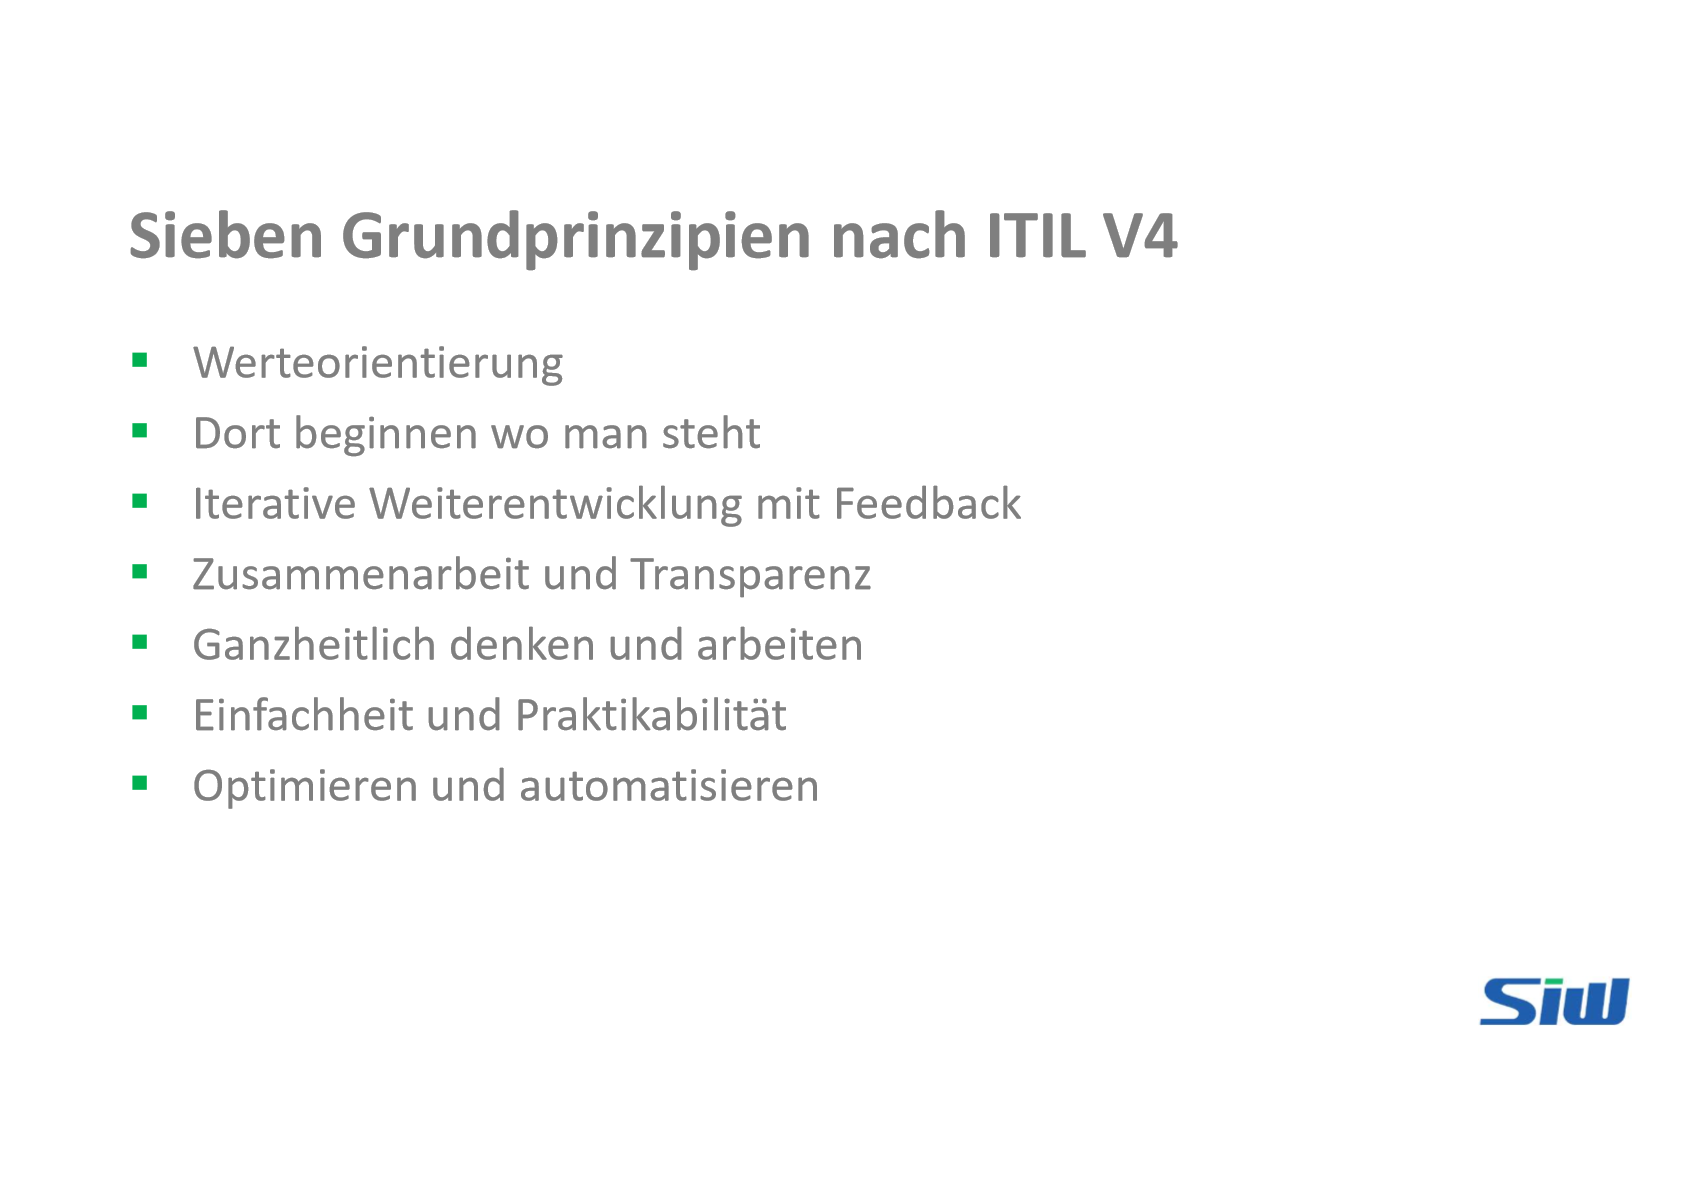 Sieben Grundprinzipien nach ITIL V4
Werteorientierung
Dort beginnen wo man steht
Iterative Weiterentwicklung mit Feedback
Zusammenarbeit und Transparenz
Ganzheitlich denken und arbeiten
Einfachheit und Praktikabilität
Optimieren und automatisieren
Siw